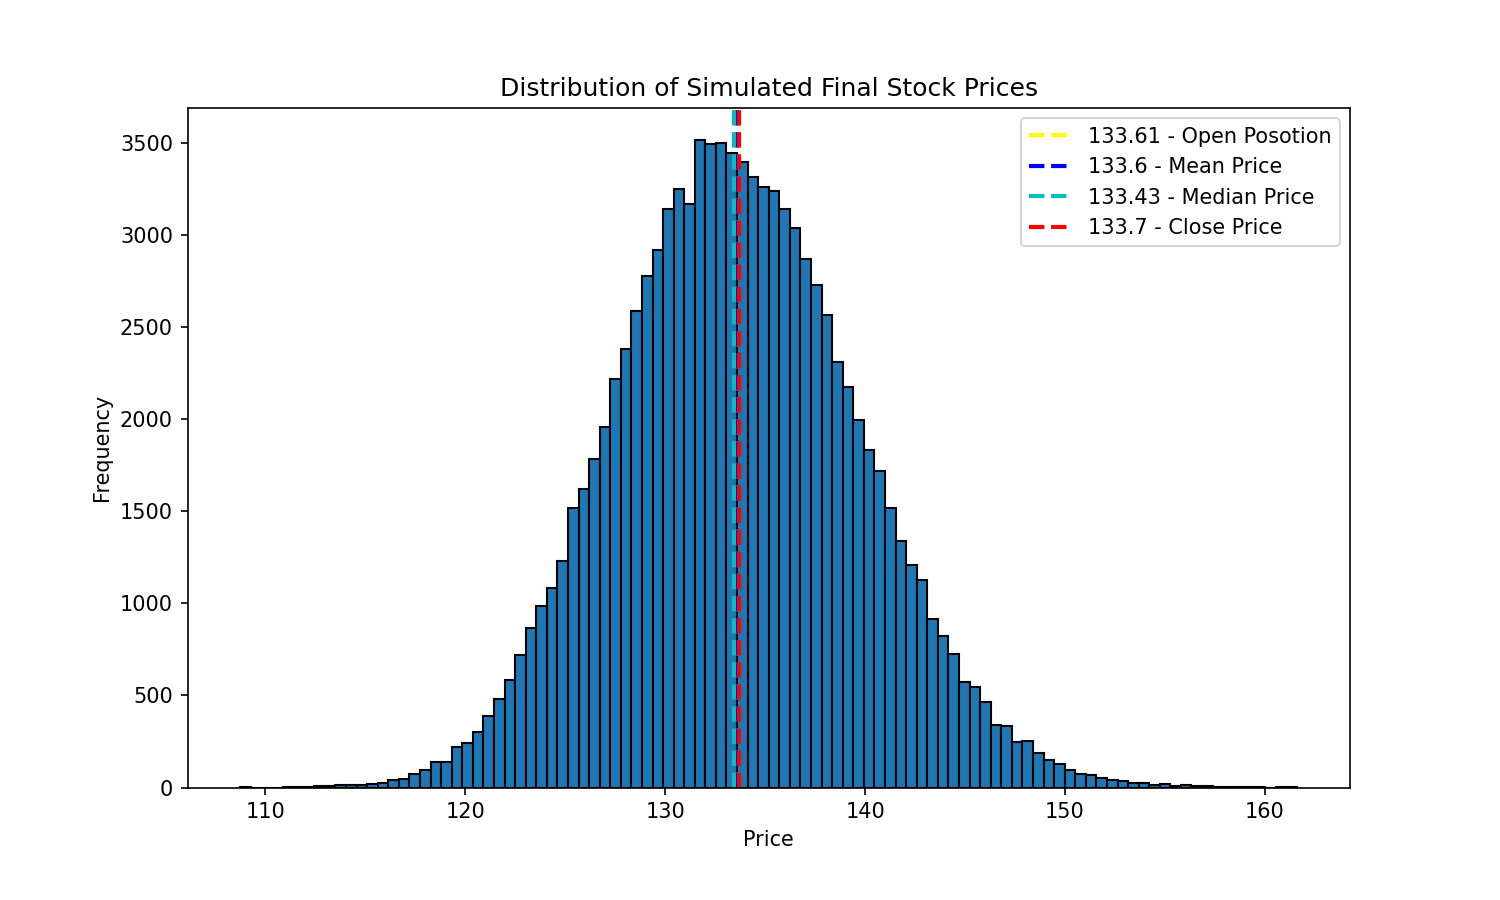 Distribution of Simulated Final Stock Prices
133.61 - Open Posotion
133.6 - Mean Price
133.43 - Median Price
133.7 - Close Price
Frequency
3500
3000
2500
2000
1500
1000
500
0
110 120 130 140 150 160
Price